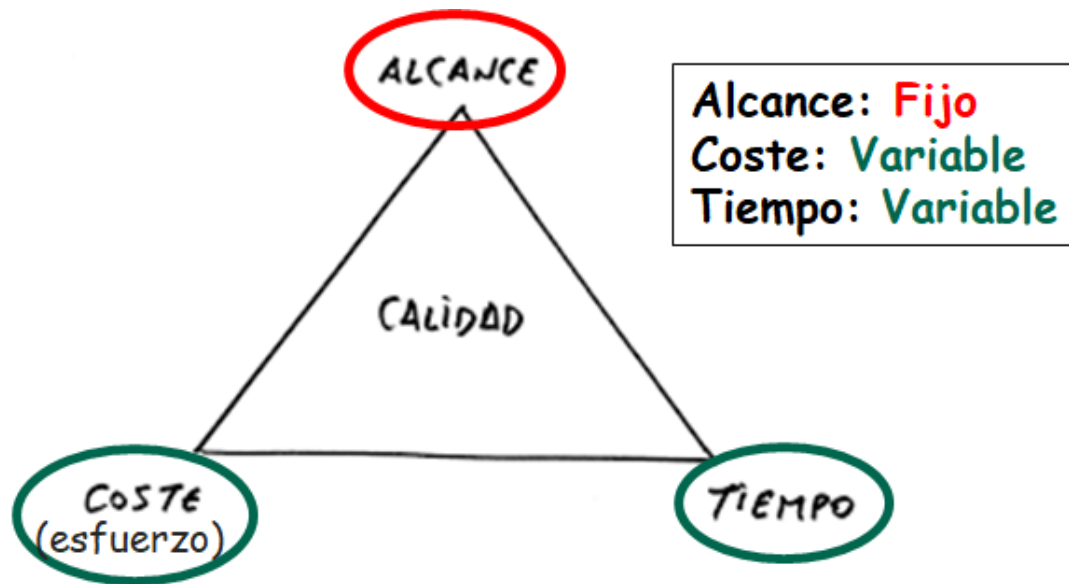 ALCANCE
Alcance: Fijo
Coste: Variable
Tiempo: Variable
CALIDAD
COSTE
(esfuerzo)
TIEMPO